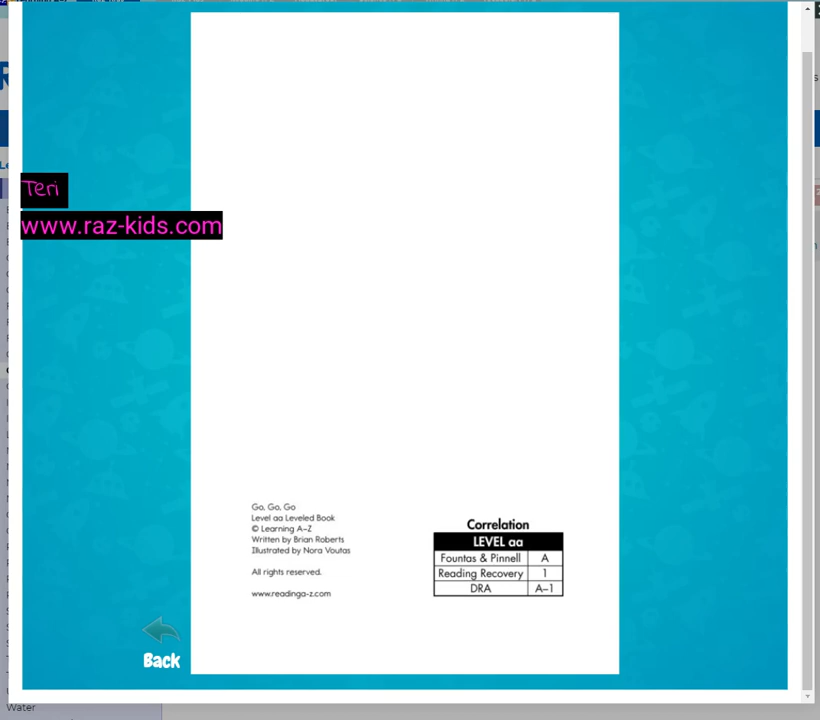 Teri
www.raz-kids.com
Go, Go, Go
Level aa Leveled Book
© Learning A–Z
Written by Brian Roberts
Illustrated by Nora Voutas
All rights reserved.
www.readinga-z.com
Correlation
LEVEL aa
Fountas & Pinnell A
Reading Recovery 1
DRA A–1
Back
Water